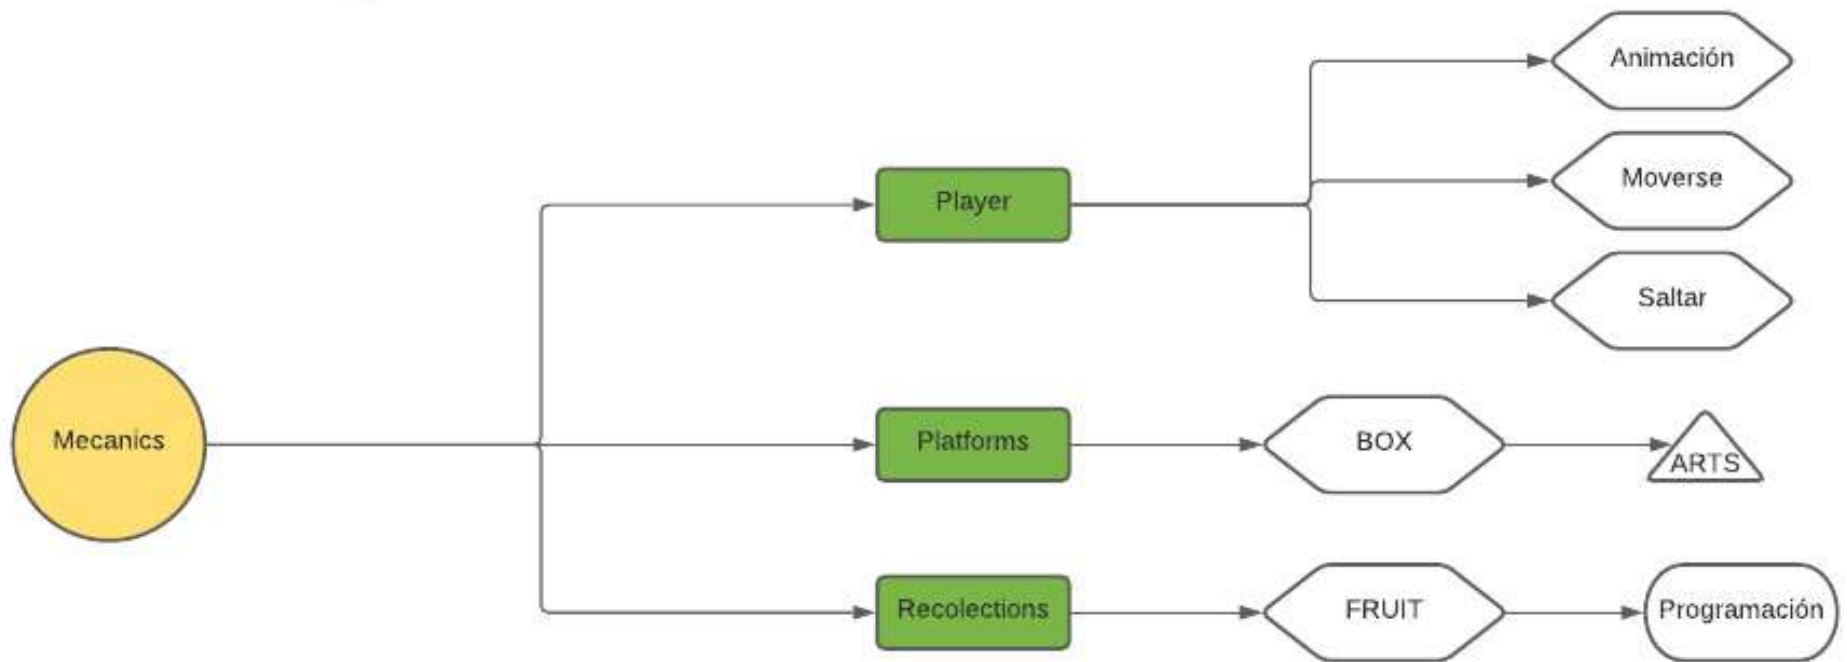 Animación
Moverse
Player
Saltar
Mecanics
Platforms
BOX
ARTS
Recolections
FRUIT
Programación